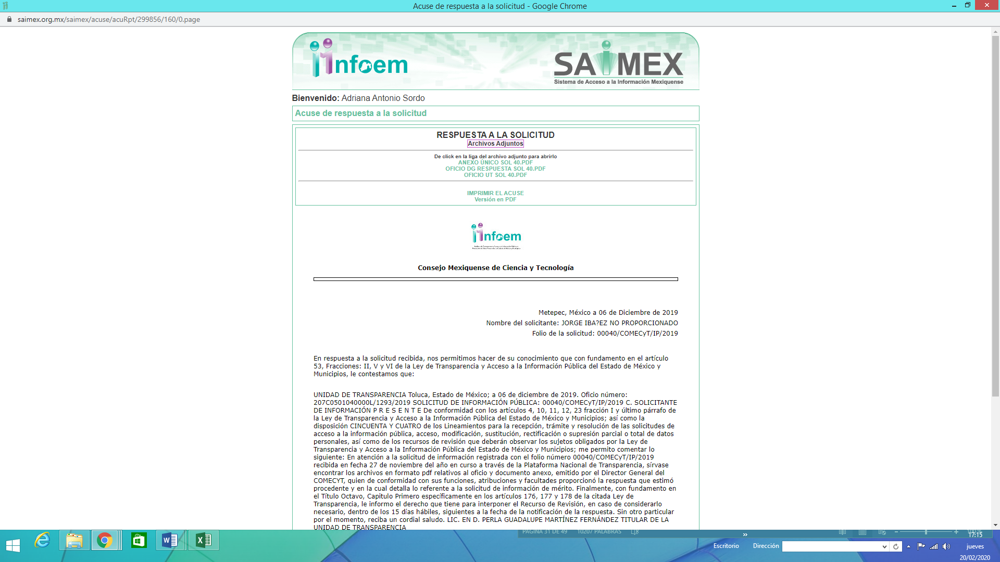 Acuse de respuesta a la solicitud - Google Chrome
saimex.org.mx/saimex/acuse/acuRpt/299856/160/0.page
infoem
SAIMEX
Sistema de Acceso a la Información Mexiquense
Bienvenido: Adriana Antonio Sordo
Acuse de respuesta a la solicitud
RESPUESTA A LA SOLICITUD
Archivos Adjuntos
De click en la liga del archivo adjunto para abrirlo
ANEXO ÚNICO SOL 40.PDF
OFICIO DG RESPUESTA SOL 40.PDF
OFICIO UT SOL 40.PDF
IMPRIMIR EL ACUSE
Versión en PDF
infoem
Consejo Mexiquense de Ciencia y Tecnología
Metepec, México a 06 de Diciembre de 2019
Nombre del solicitante: JORGE IBA?EZ NO PROPORCIONADO
Folio de la solicitud: 00040/COMECyT/IP/2019
En respuesta a la solicitud recibida, nos permitimos hacer de su conocimiento que con fundamento en el artículo
53, Fracciones: II, V y VI de la Ley de Transparencia y Acceso a la Información Pública del Estado de México y
Municipios, le contestamos que:
UNIDAD DE TRANSPARENCIA Toluca, Estado de México; a 06 de diciembre de 2019. Oficio número:
207C0501040000L/1293/2019 SOLICITUD DE INFORMACIÓN PÚBLICA: 00040/COMECyT/IP/2019 C. SOLICITANTE
DE INFORMACIÓN P R E S E N T E De conformidad con los artículos 4, 10, 11, 12, 23 fracción I y último párrafo de
la Ley de Transparencia y Acceso a la Información Pública del Estado de México y Municipios; así como la
disposición CINCUENTA Y CUATRO de los Lineamientos para la recepción, trámite y resolución de las solicitudes de
acceso a la información pública, acceso, modificación, sustitución, rectificación o supresión parcial o total de datos
personales, así como de los recursos de revisión que deberán observar los sujetos obligados por la Ley de
Transparencia y Acceso a la Información Pública del Estado de México y Municipios; me permito comentar lo
siguiente: En atención a la solicitud de información registrada con el folio número 00040/COMECyT/IP/2019
recibida en fecha 27 de noviembre del año en curso a través de la Plataforma Nacional de Transparencia, sírvase
encontrar los archivos en formato pdf relativos al oficio y documento anexo, emitido por el Director General del
COMECYT, quien de conformidad con sus funciones, atribuciones y facultades proporcionó la respuesta que estimó
procedente y en la cual detalla lo referente a la solicitud de información de mérito. Finalmente, con fundamento en
el Título Octavo, Capitulo Primero específicamente en los artículos 176, 177 y 178 de la citada Ley de
Transparencia, le informo el derecho que tiene para interponer el Recurso de Revisión, en caso de considerarlo
necesario, dentro de los 15 días hábiles, siguientes a la fecha de la notificación de la respuesta. Sin otro particular
por el momento, reciba un cordial saludo. LIC. EN D. PERLA GUADALUPE MARTÍNEZ FERNÁNDEZ TITULAR DE LA
UNIDAD DE TRANSPARENCIA
PÁGINA 31 DE 49 10207 PALABRAS
17:15
Escritorio Dirección jueves
20/02/2020